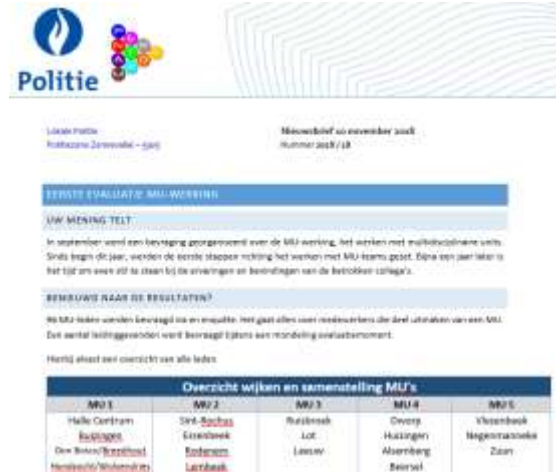 Politie
Lokale Politie
Politiezone Zennevallei – 5905
Nieuwsbrief 10 november 2018
Nummer 2018 / 18
EERSTE EVALUATIE MU-WERKING
UW MENING TELT
In september werd een bevraging georganiseerd over de MU-werking, het werken met multidisciplinaire units.
Sinds begin dit jaar, werden de eerste stappen richting het werken met MU-teams gezet. Bijna een jaar later is
het tijd om even stil te staan bij de ervaringen en bevindingen van de betrokken collega's.
BENIEUWD NAAR DE RESULTATEN?
MU-leden werden bevraagd via en enquête. Het gaat allen over medewerkers die deel uitmaken van een MU.
Een aantal leidinggevenden werd bevraagd tijdens een mondeling evaluatiemoment.
Hierbij alvast een overzicht van alle leden
Overzicht wijken en samenstelling MU's
MU 1 MU 2 MU 3 MU 4 MU 5
Halle Centrum Sint-Rochus Ruisbroek Dworp Vlezenbeek
Buizingen Essenbeek Lot Huizingen Negenmanneke
Don Bosco/Breedhout Rodenem Alsemberg Zuun
Hondzocht/Wolvendries Lembeek Beersel